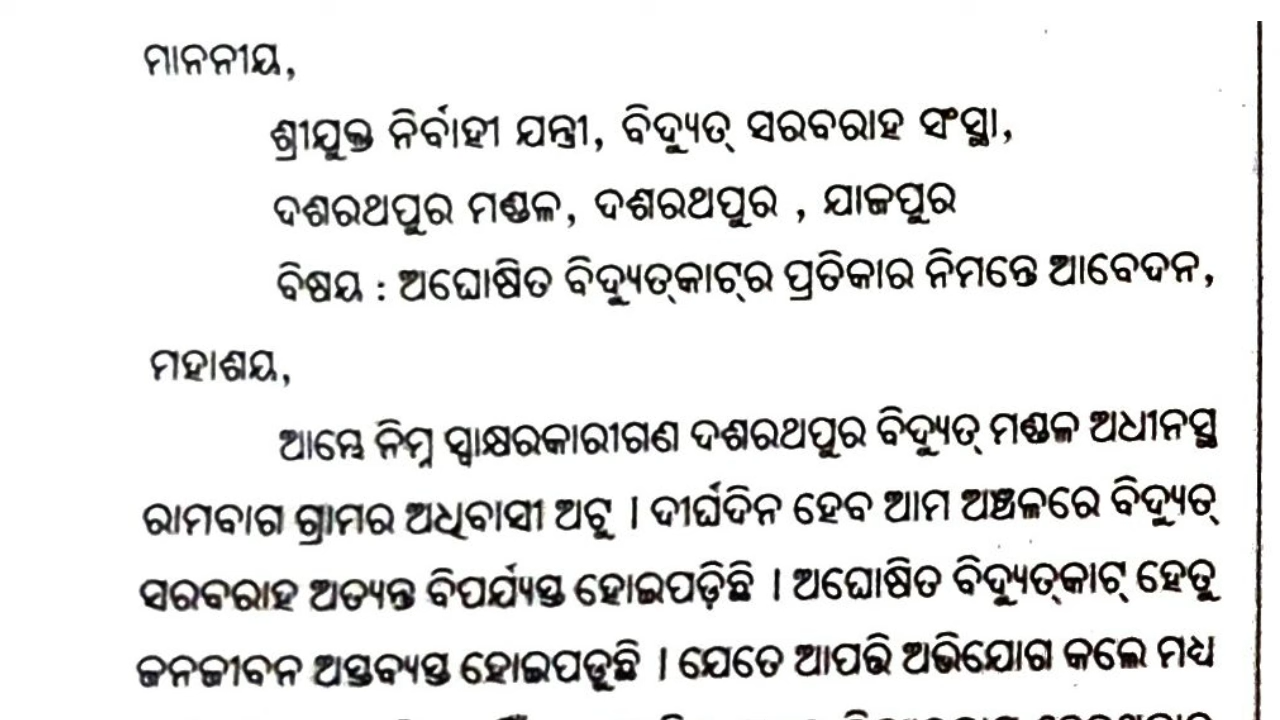 ମାନନୀୟ,
ଶ୍ରୀଯୁକ୍ତ ନିର୍ବାହୀ ଯନ୍ତ୍ରୀ, ବିଦ୍ୟୁତ୍ ସରବରାହ ସଂସ୍ଥା,
ଦଶରଥପୁର ମଣ୍ଡଳ, ଦଶରଥପୁର , ଯାଜପୁର
ବିଷୟ : ଅଘୋଷିତ ବିଦ୍ୟୁତ୍‌କାଟ୍‌ର ପ୍ରତିକାର ନିମନ୍ତେ ଆବେଦନ,
ମହାଶୟ,
ଆମ୍ଭେ ନିମ୍ନ ସ୍ୱାକ୍ଷରକାରୀଗଣ ଦଶରଥପୁର ବିଦ୍ୟୁତ୍ ମଣ୍ଡଳ ଅଧୀନସ୍ଥ
ରାମବାଗ ଗ୍ରାମର ଅଧିବାସୀ ଅଟୁ । ଦୀର୍ଘଦିନ ହେବ ଆମ ଅଞ୍ଚଳରେ ବିଦ୍ୟୁତ୍
ସରବରାହ ଅତ୍ୟନ୍ତ ବିପର୍ଯ୍ୟସ୍ତ ହୋଇପଡ଼ିଛି । ଅଘୋଷିତ ବିଦ୍ୟୁତ୍‌କାଟ୍ ହେତୁ
ଜନଜୀବନ ଅସ୍ତବ୍ୟସ୍ତ ହୋଇପଡୁଛି । ଯେତେ ଆପତ୍ତି ଅଭିଯୋଗ କଲେ ମଧ୍ୟ